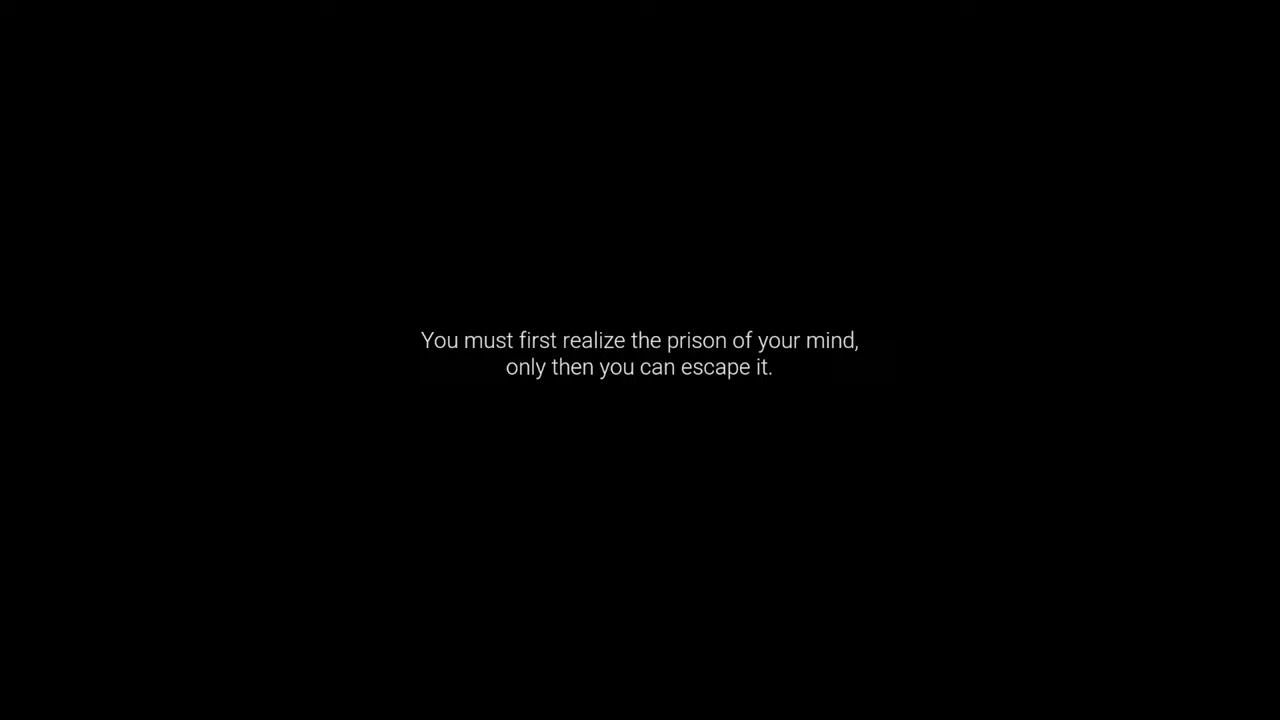 You must first realize the prison of your mind,
only then you can escape it.